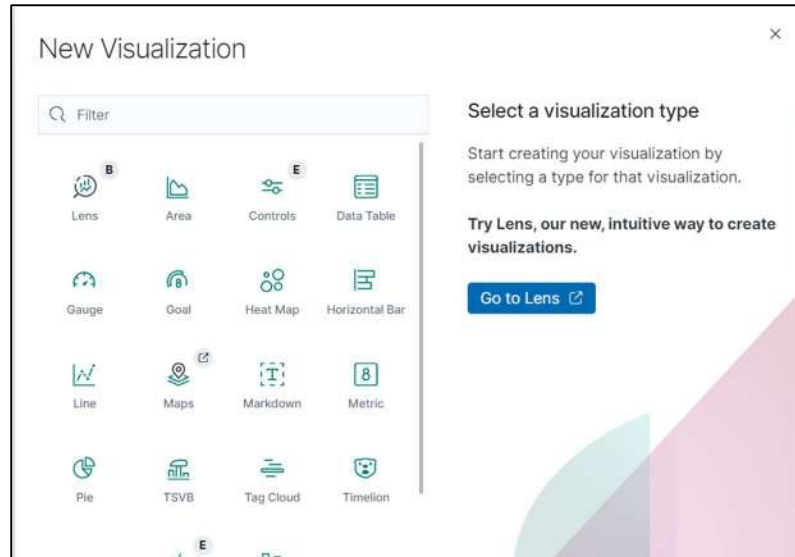 New Visualization
Filter
Select a visualization type
Start creating your visualization by
selecting a type for that visualization.
Try Lens, our new, intuitive way to create
visualizations.
Go to Lens
B
E
Lens Area Controls Data Table
8
Gauge Goal Heat Map Horizontal Bar
T 8
Line Maps Markdown Metric
Pie TSVB Tag Cloud Timelion
E